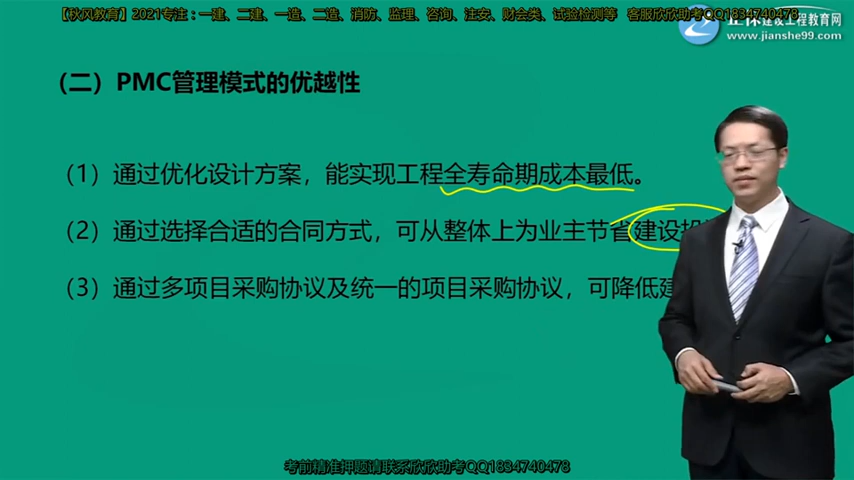 【秋风教育】2021专注：一建、二建、一造、二造、消防、监理、咨询、注安、财会类、试验检测等 客服欣欣助考QQ1834740478
建设工程教育网
www.jianshe99.com
（二）PMC管理模式的优越性
（1）通过优化设计方案，能实现工程全寿命期成本最低。
（2）通过选择合适的合同方式，可从整体上为业主节省建设投
（3）通过多项目采购协议及统一的项目采购协议，可降低建
考前精准押题请联系欣欣助考QQ1834740478